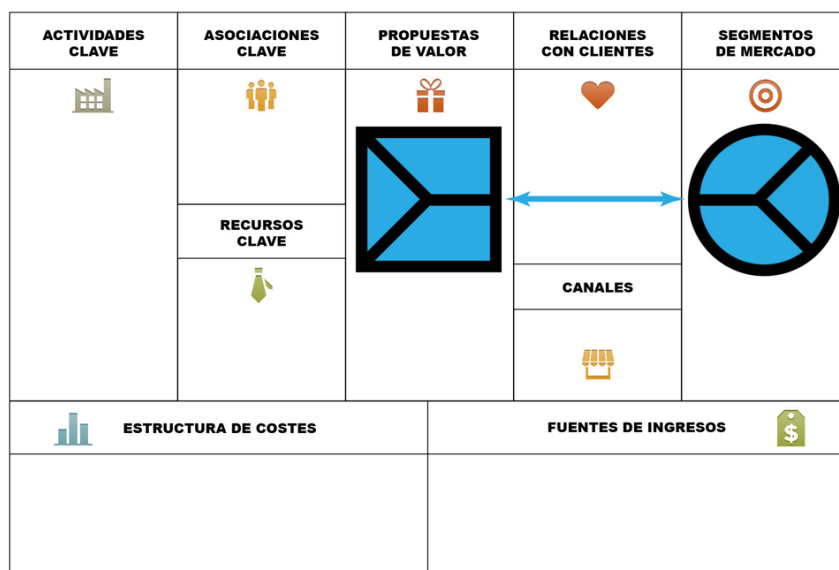 ACTIVIDADES
CLAVE
ASOCIACIONES
CLAVE
PROPUESTAS
DE VALOR
RELACIONES
CON CLIENTES
SEGMENTOS
DE MERCADO
RECURSOS
CLAVE
CANALES
ESTRUCTURA DE COSTES
FUENTES DE INGRESOS
$